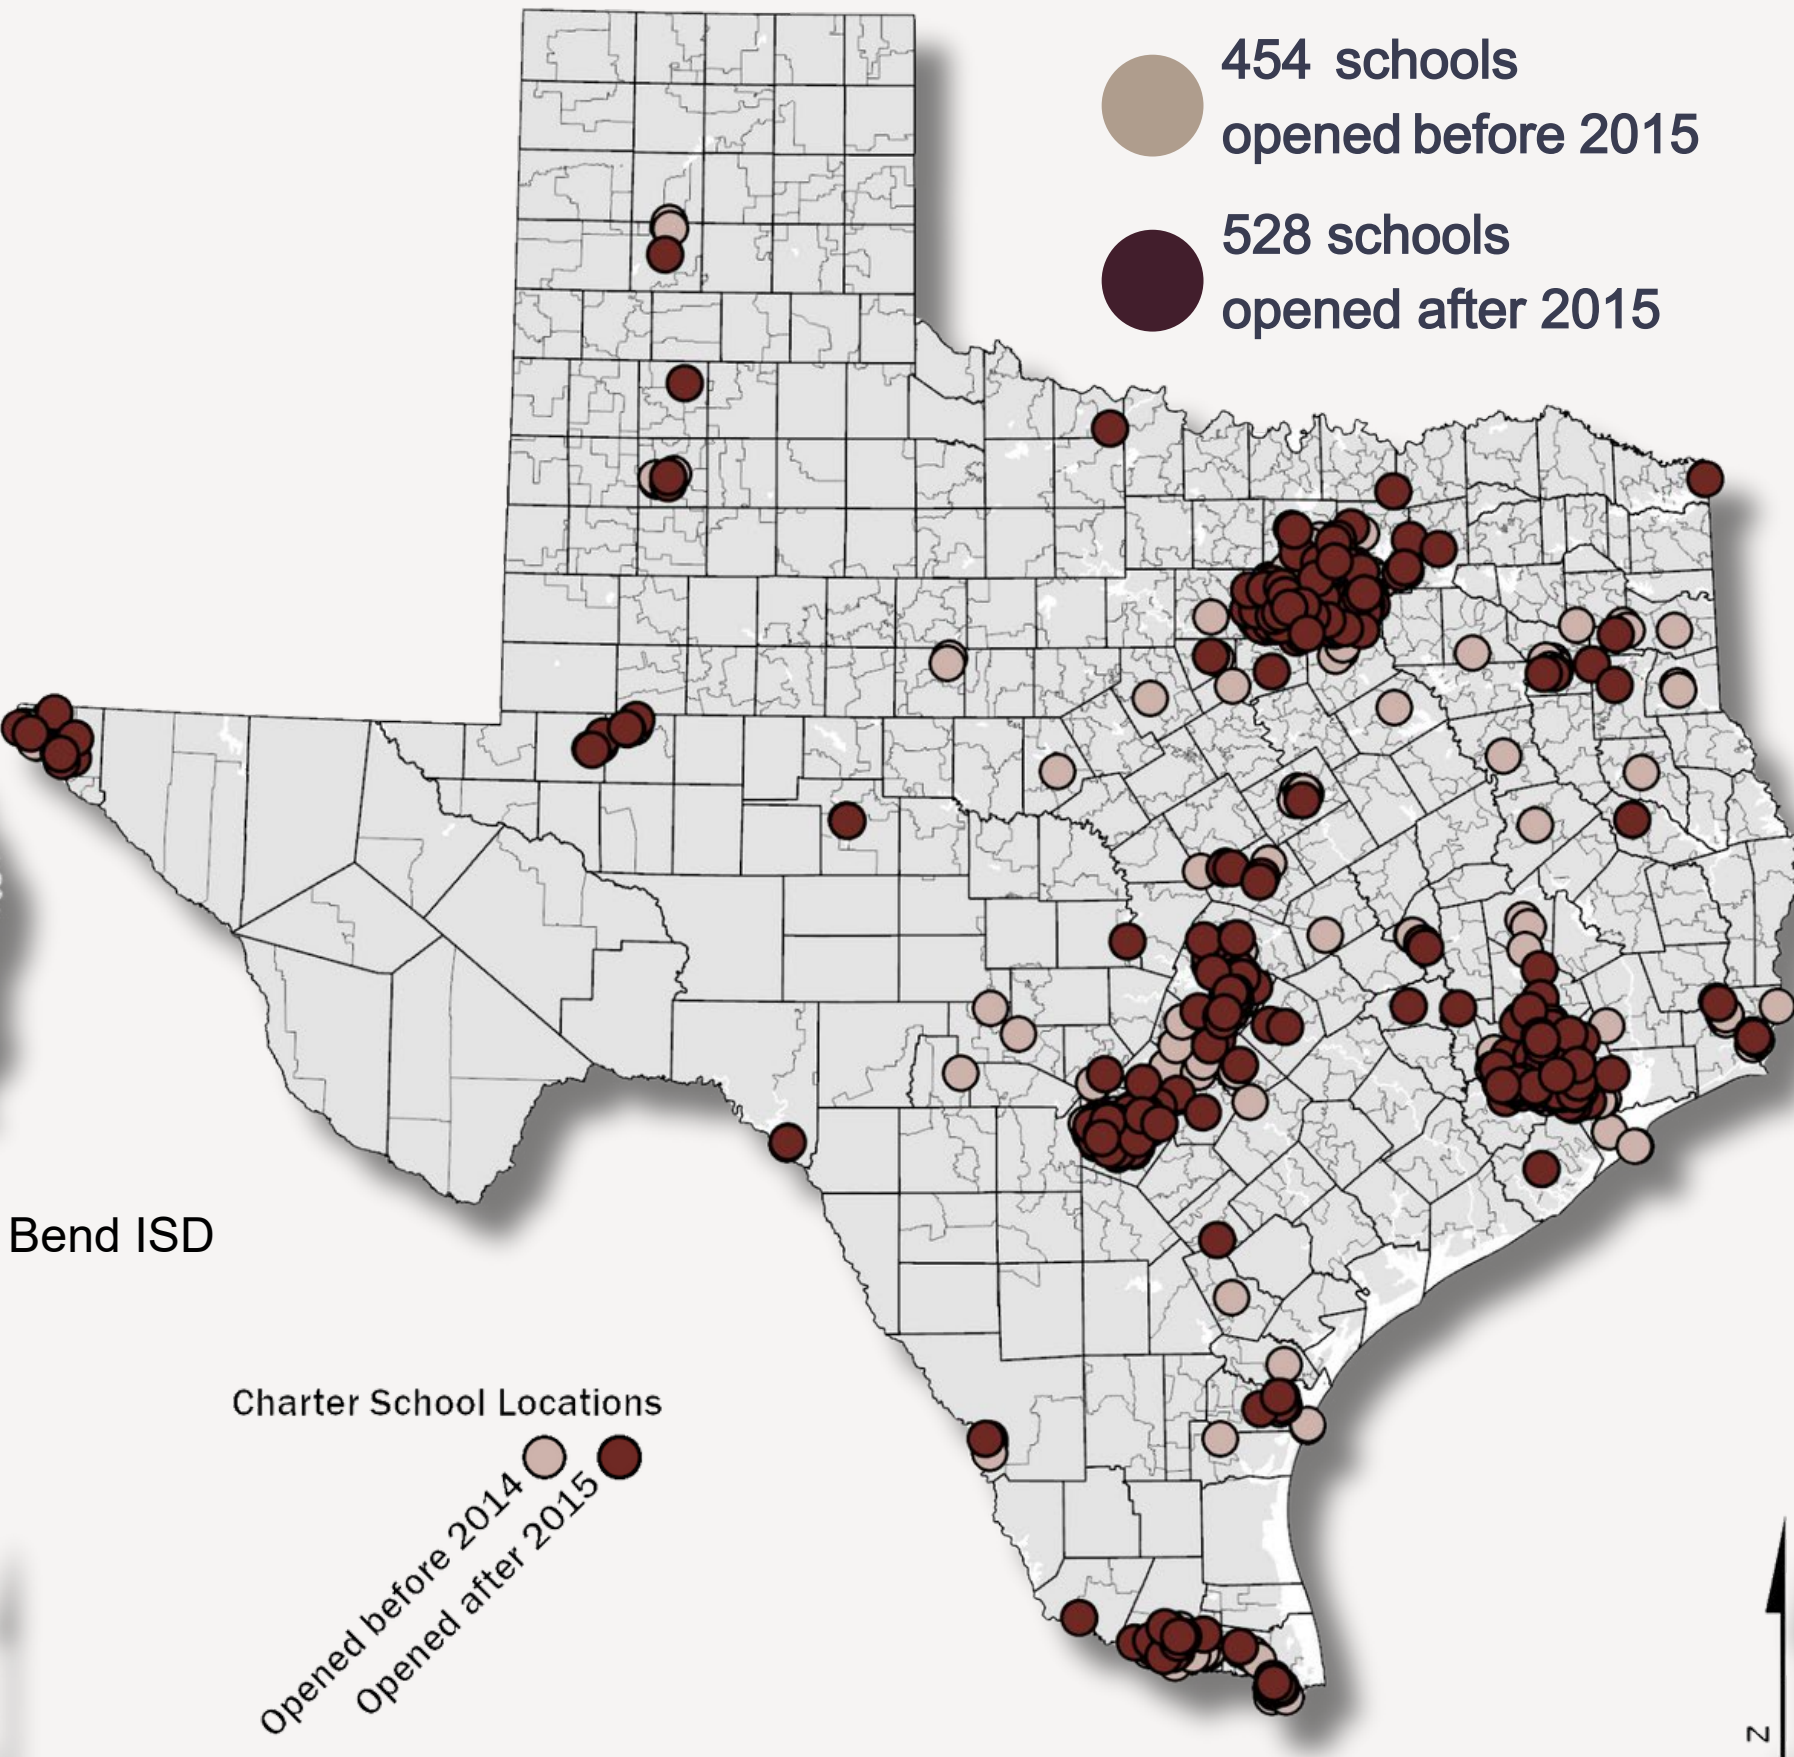 454 schools
opened before 2015
528 schools
opened after 2015
Bend ISD
Charter School Locations
Opened before 2014
Opened after 2015
N